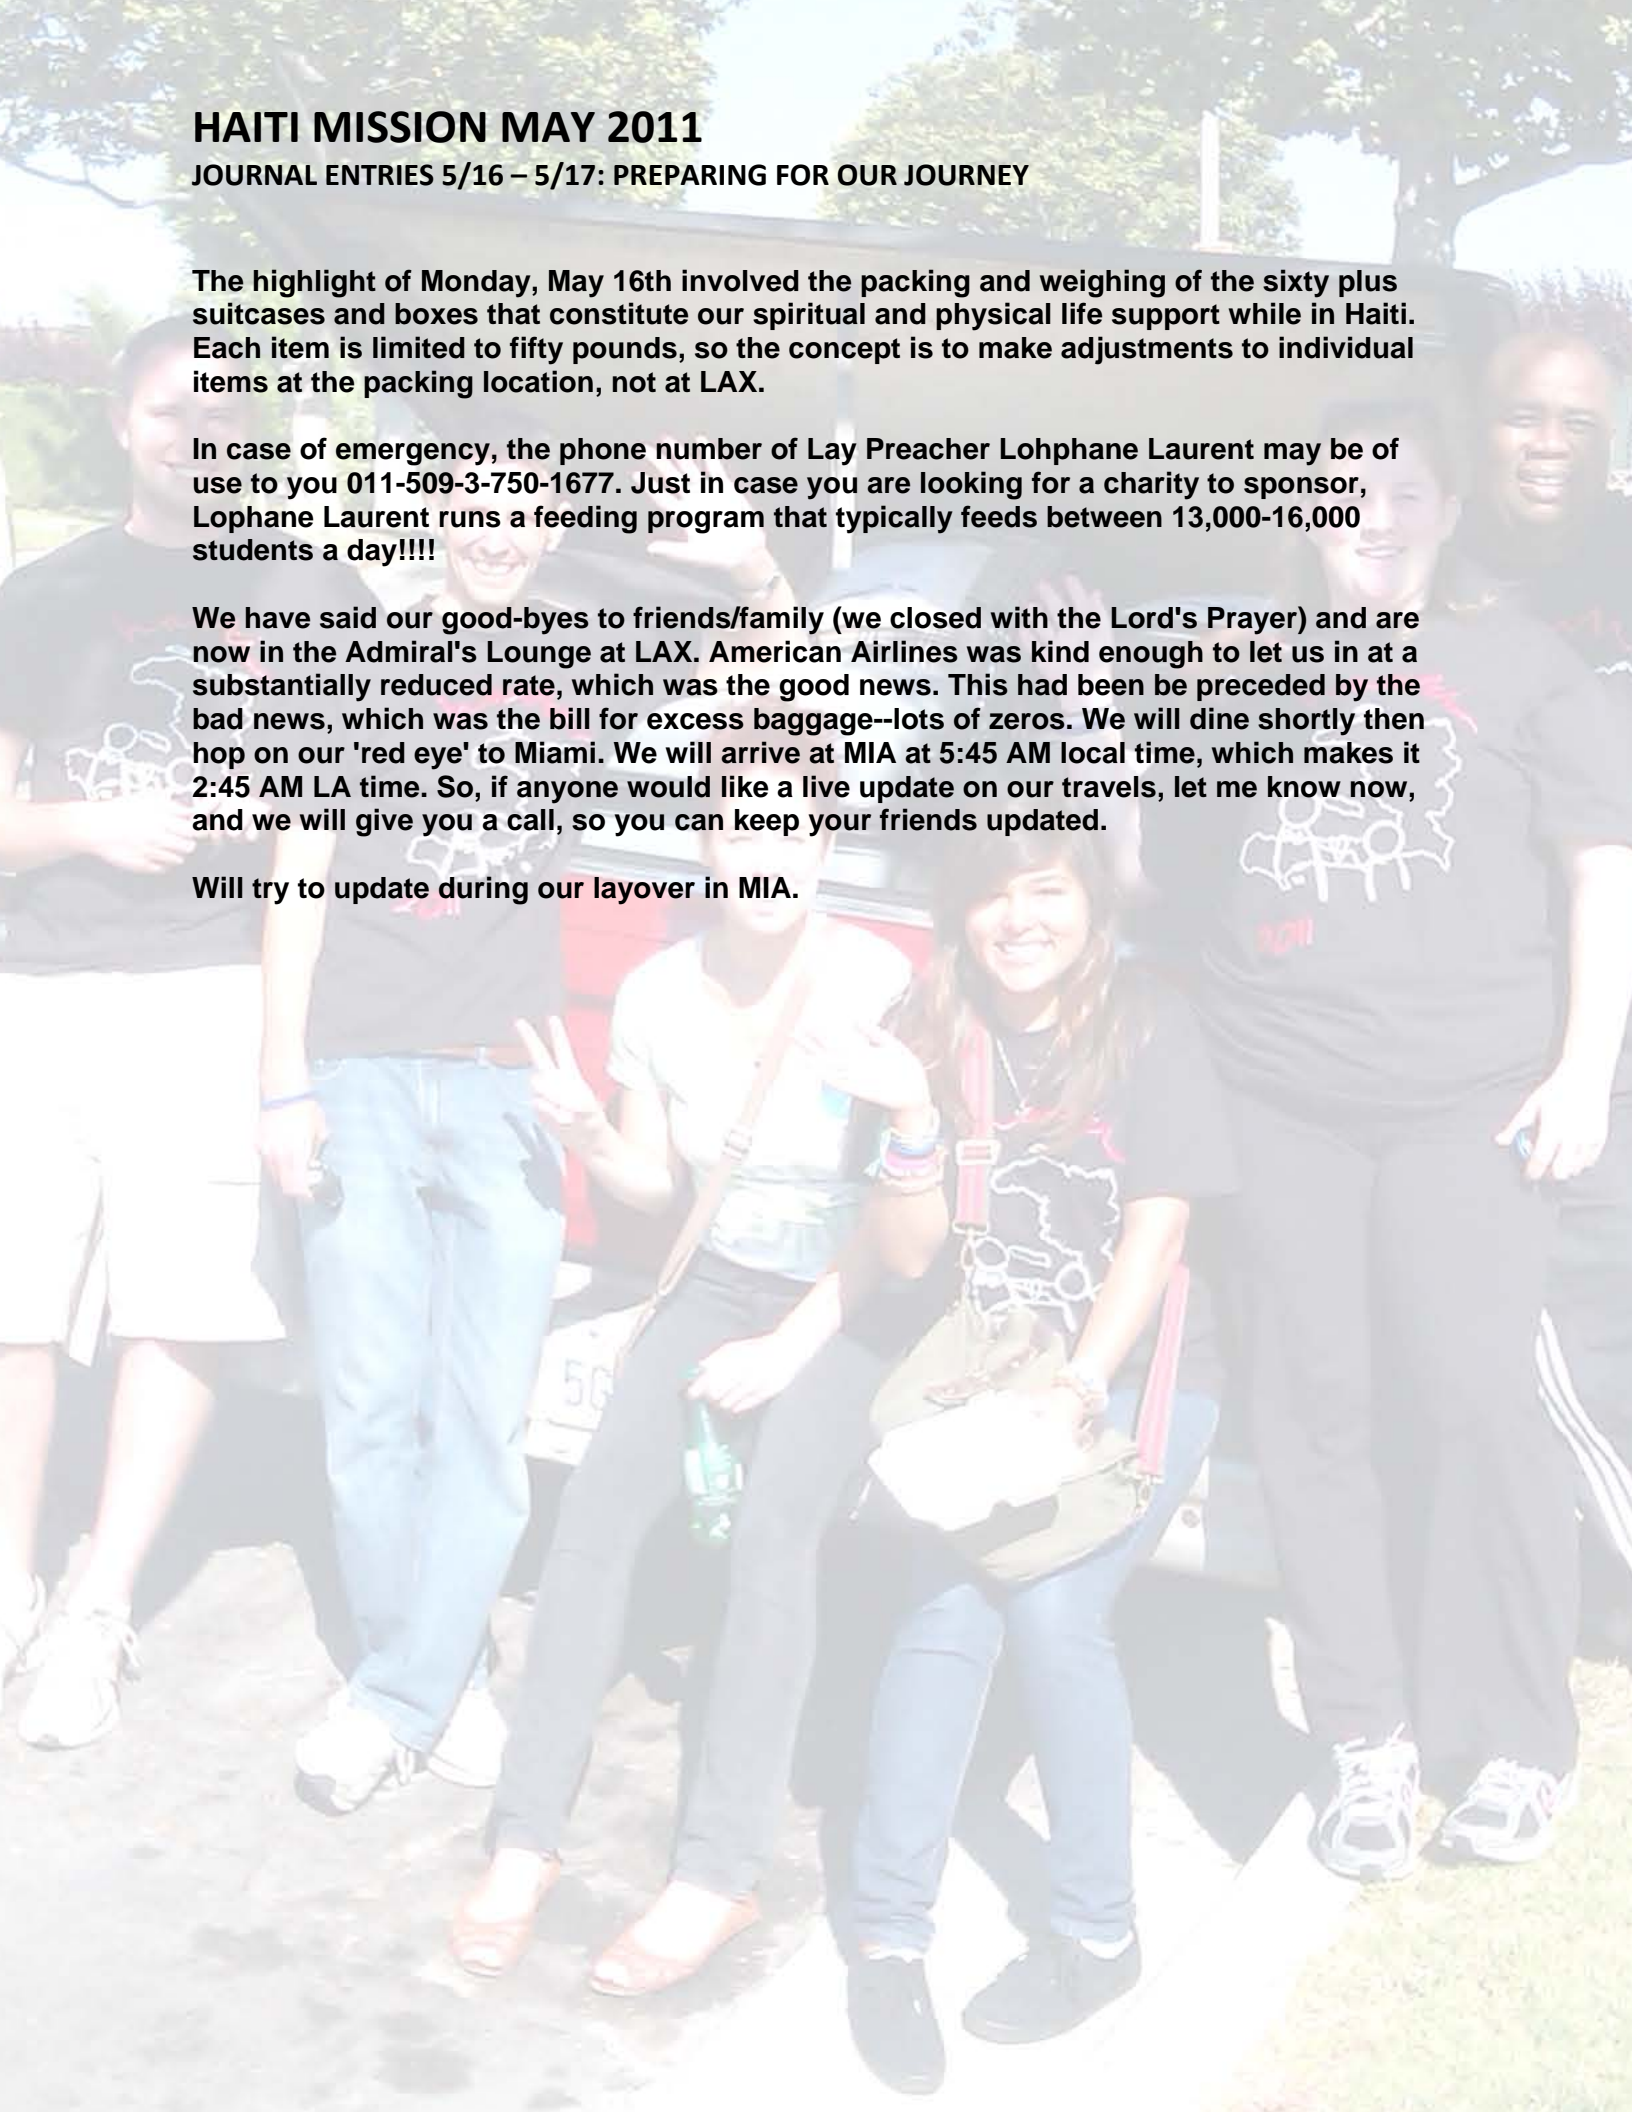 HAITI MISSION MAY 2011
JOURNAL ENTRIES 5/16 – 5/17: PREPARING FOR OUR JOURNEY
The highlight of Monday, May 16th involved the packing and weighing of the sixty plus
suitcases and boxes that constitute our spiritual and physical life support while in Haiti.
Each item is limited to fifty pounds, so the concept is to make adjustments to individual
items at the packing location, not at LAX.
In case of emergency, the phone number of Lay Preacher Lohphane Laurent may be of
use to you 011-509-3-750-1677. Just in case you are looking for a charity to sponsor,
Lophane Laurent runs a feeding program that typically feeds between 13,000-16,000
students a day!!!!
We have said our good-byes to friends/family (we closed with the Lord's Prayer) and are
now in the Admiral's Lounge at LAX. American Airlines was kind enough to let us in at a
substantially reduced rate, which was the good news. This had been be preceded by the
bad news, which was the bill for excess baggage--lots of zeros. We will dine shortly then
hop on our 'red eye' to Miami. We will arrive at MIA at 5:45 AM local time, which makes it
2:45 AM LA time. So, if anyone would like a live update on our travels, let me know now,
and we will give you a call, so you can keep your friends updated.
Will try to update during our layover in MIA.
2011